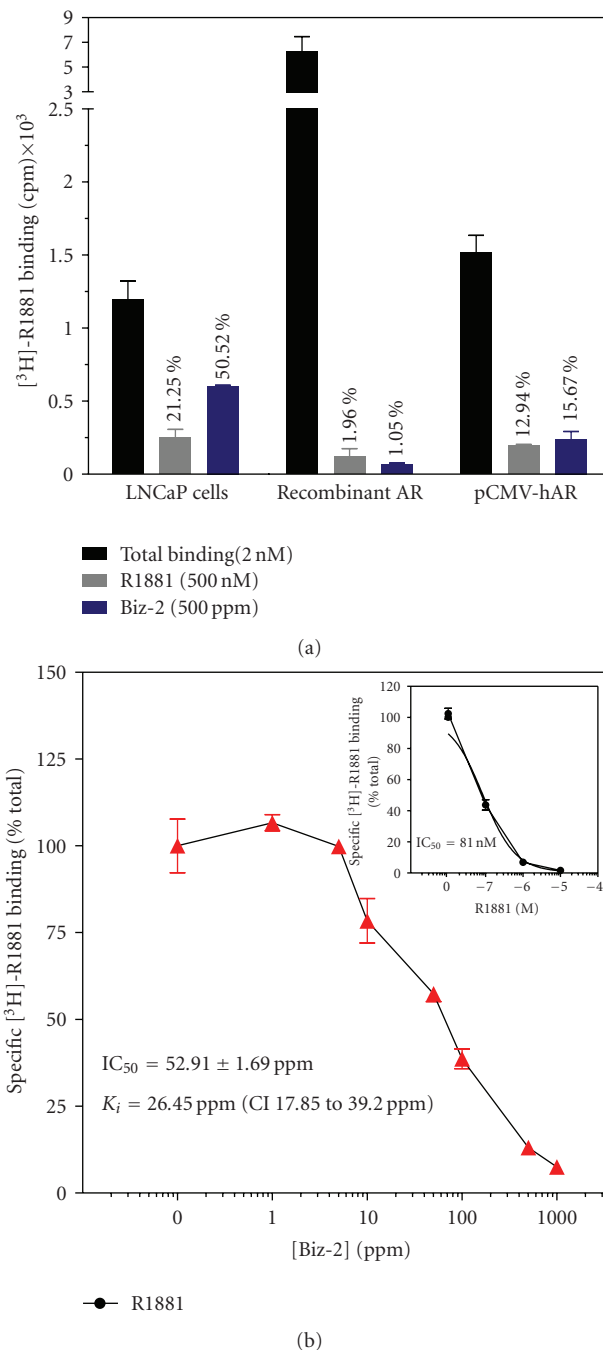 9
7
5
3
2.5
2
1.5
1
0.5
0
[³H]-R1881 binding (cpm)×10³
21.25 %
50.52 %
1.96 %
1.05 %
12.94 %
15.67 %
LNCaP cells Recombinant AR pCMV-hAR
Total binding(2 nM)
R1881 (500 nM)
Biz-2 (500 ppm)
(a)
150
125
100
75
50
25
0
Specific [³H]-R1881 binding (% total)
120
100
80
60
40
20
0
Specific [³H]-R1881 binding
(% total)
IC₅₀ = 81 nM
0 −7 −6 −5 −4
R1881 (M)
IC₅₀ = 52.91 ± 1.69 ppm
Kᵢ = 26.45 ppm (CI 17.85 to 39.2 ppm)
0 1 10 100 1000
[Biz-2] (ppm)
R1881
(b)